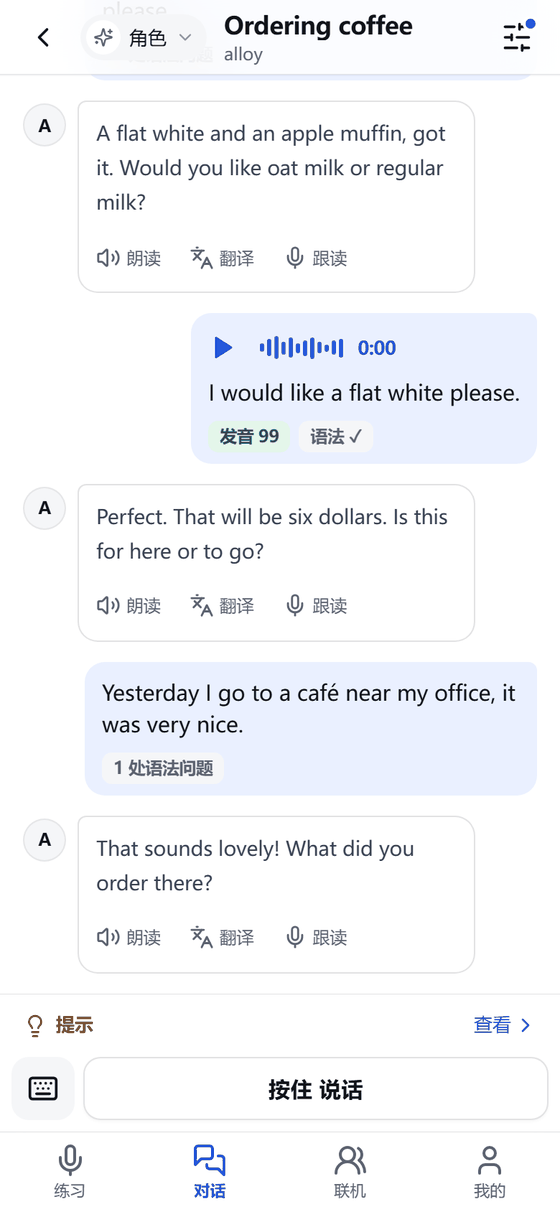 please
角色
Ordering coffee
alloy
A
A flat white and an apple muffin, got
it. Would you like oat milk or regular
milk?
朗读 翻译 跟读
0:00
I would like a flat white please.
发音 99 语法 ✓
A
Perfect. That will be six dollars. Is this
for here or to go?
朗读 翻译 跟读
Yesterday I go to a café near my office, it
was very nice.
1 处语法问题
A
That sounds lovely! What did you
order there?
朗读 翻译 跟读
提示 查看
按住 说话
练习 对话 联机 我的